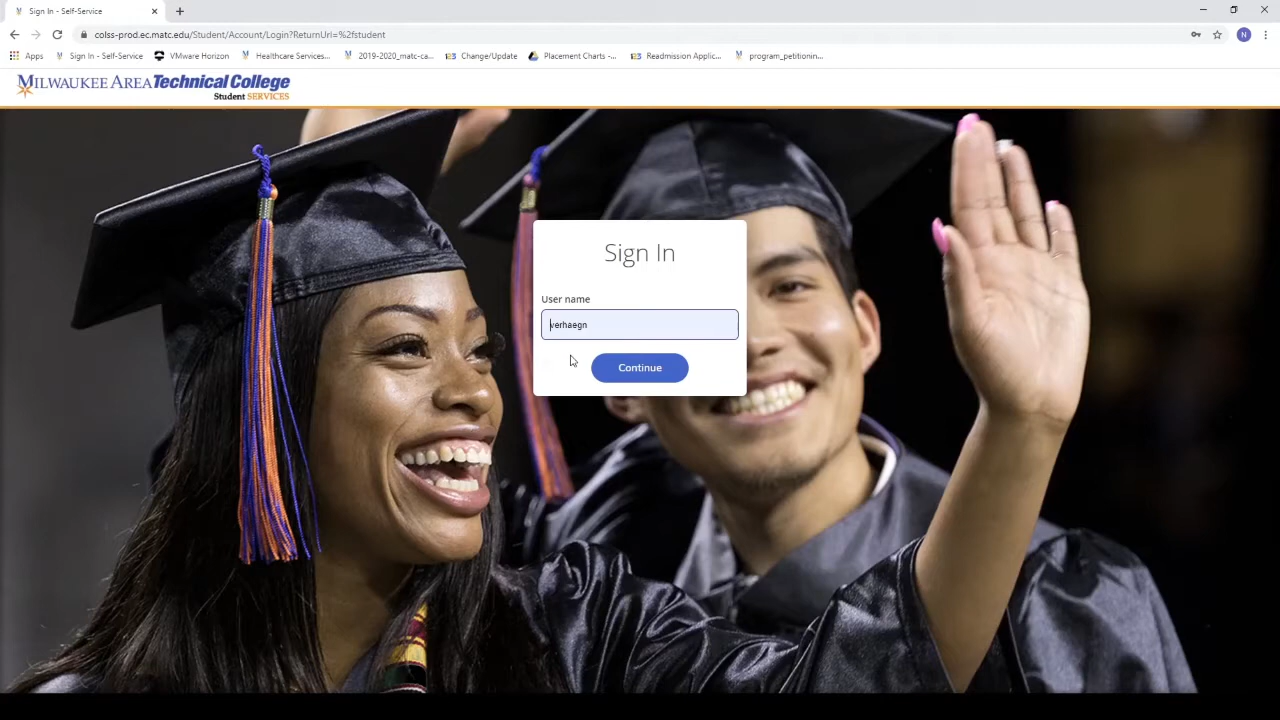 Sign In - Self-Service
colss-prod.ec.matc.edu/Student/Account/Login?ReturnUrl=%2fstudent
N
Apps Sign In - Self-Service VMware Horizon Healthcare Services... 2019-2020_matc-ca... 123 Change/Update Placement Charts -... 123 Readmission Applic... program_petitionin...
MILWAUKEE AREA Technical College
Student SERVICES
Sign In
User name
verhaegn
Continue